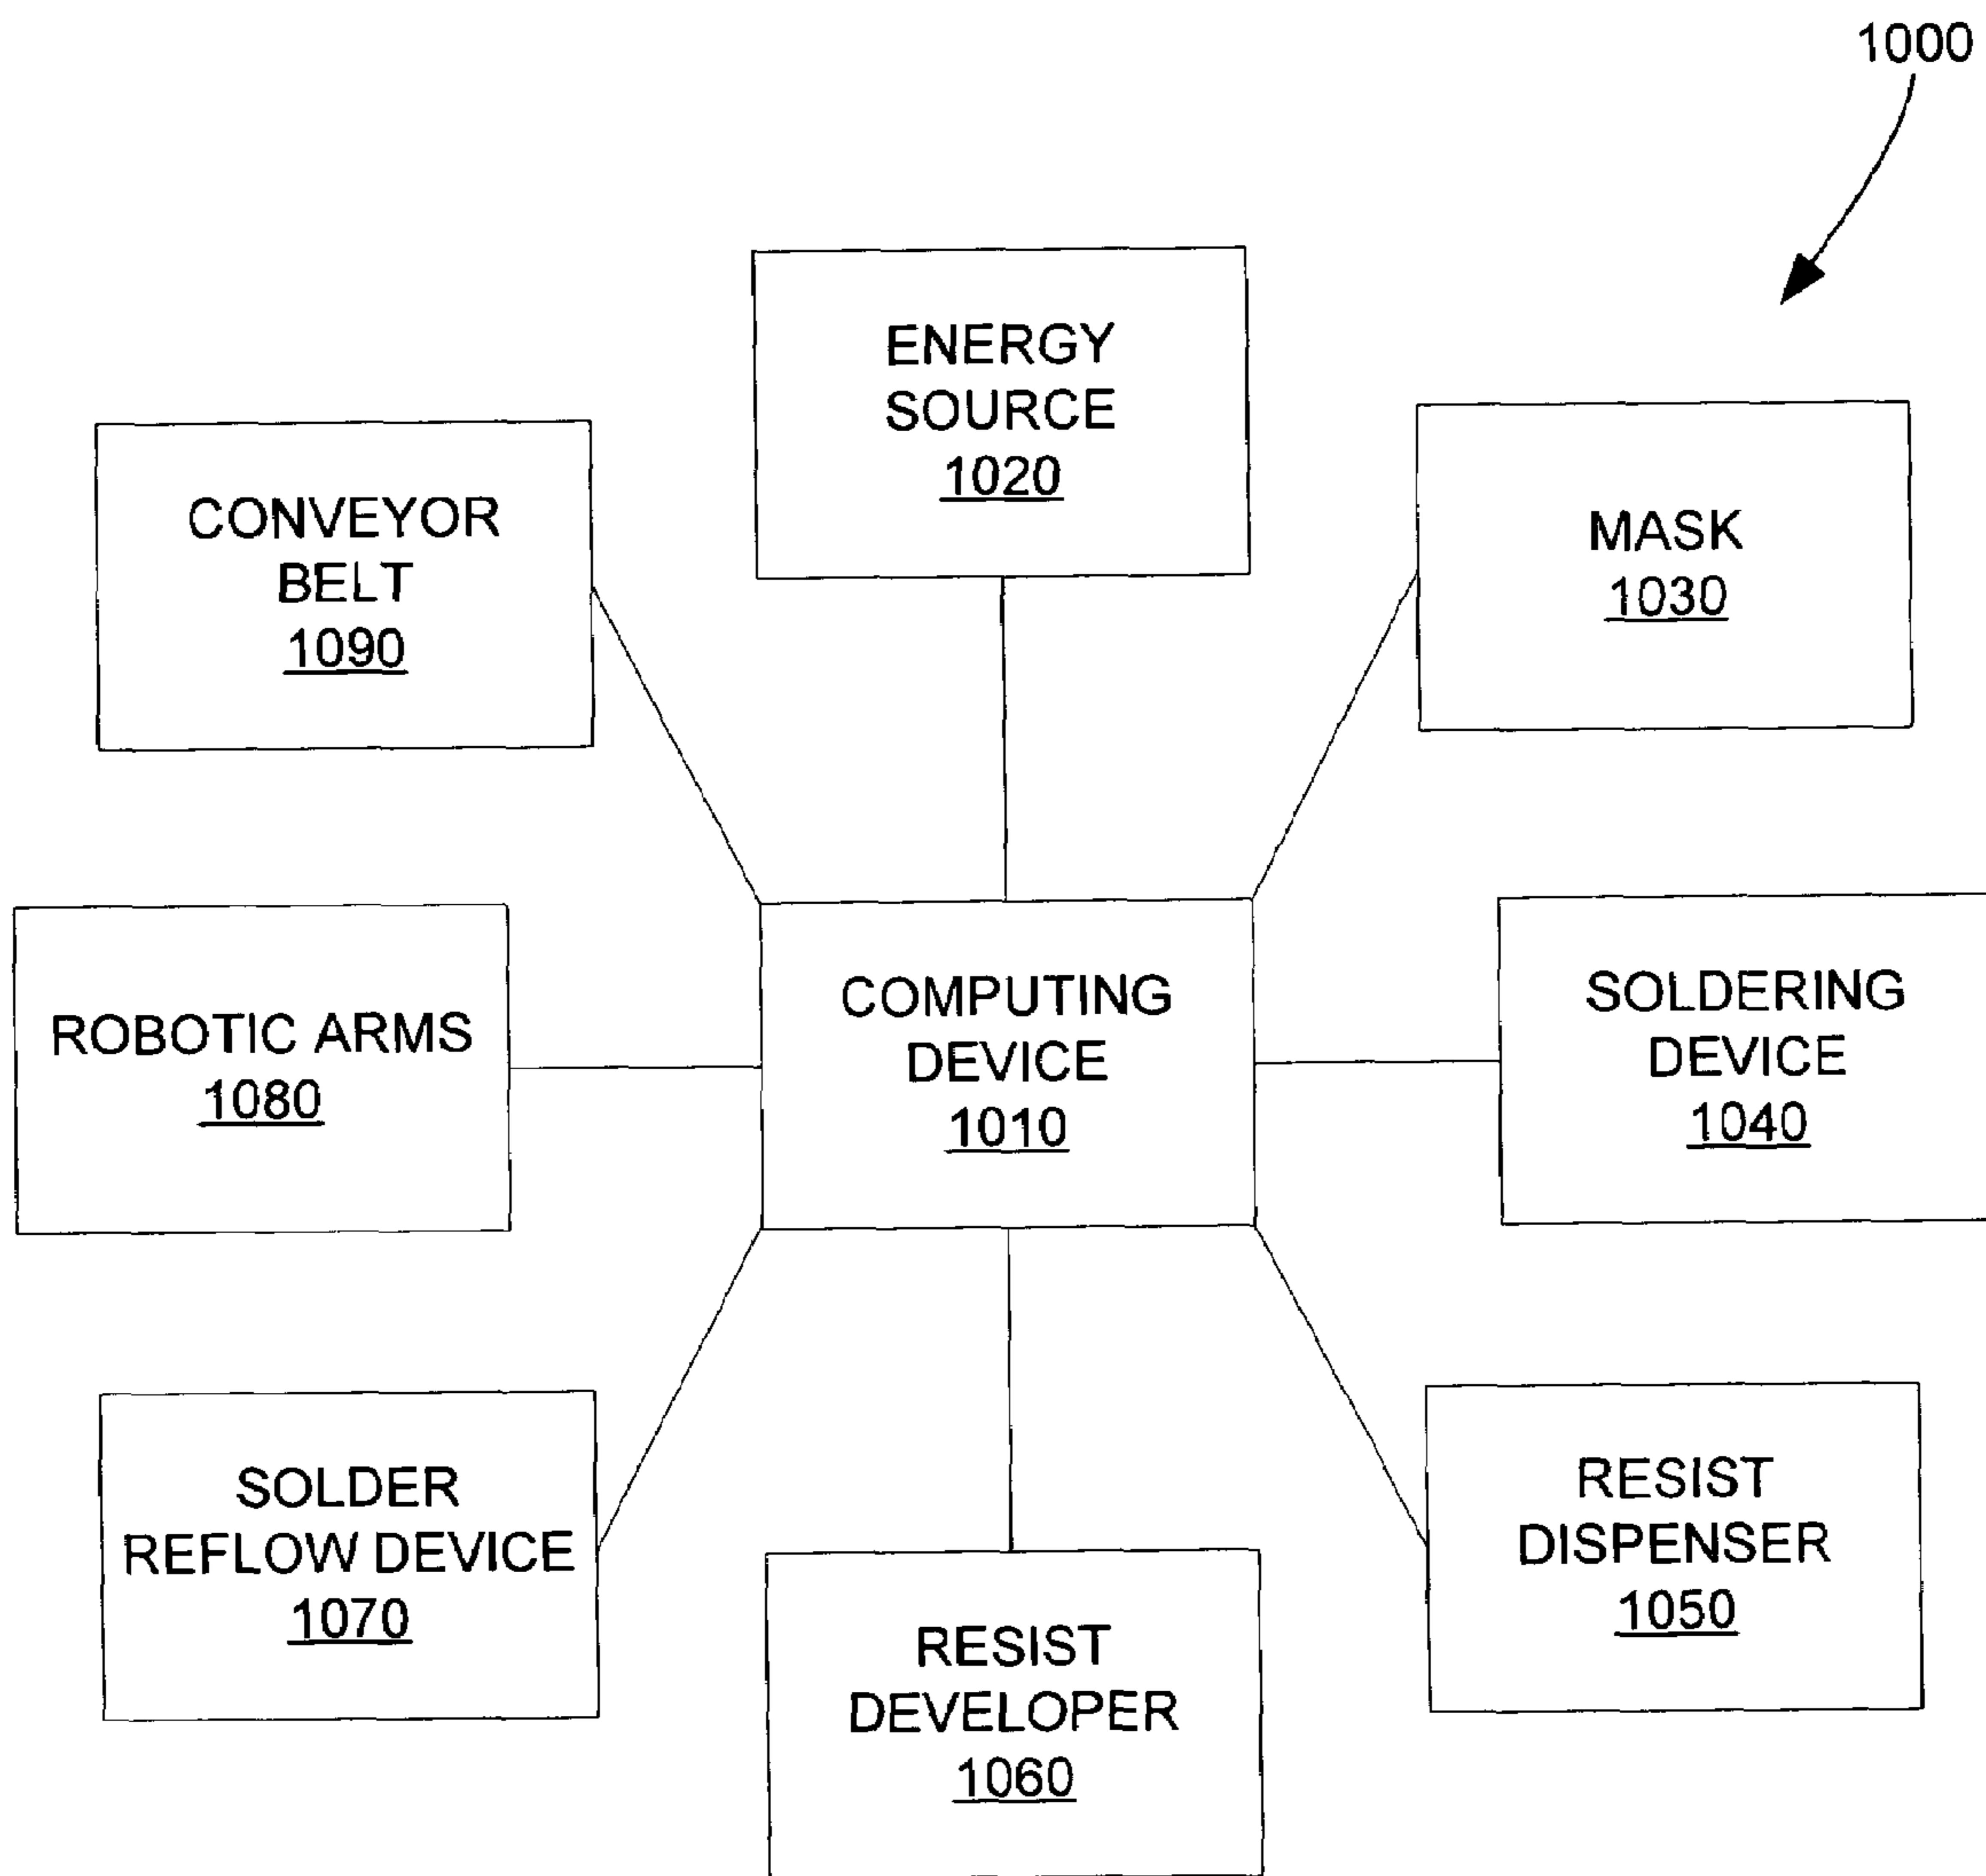 1000
ENERGY
SOURCE
1020
CONVEYOR
BELT
1090
MASK
1030
ROBOTIC ARMS
1080
COMPUTING
DEVICE
1010
SOLDERING
DEVICE
1040
SOLDER
REFLOW DEVICE
1070
RESIST
DEVELOPER
1060
RESIST
DISPENSER
1050